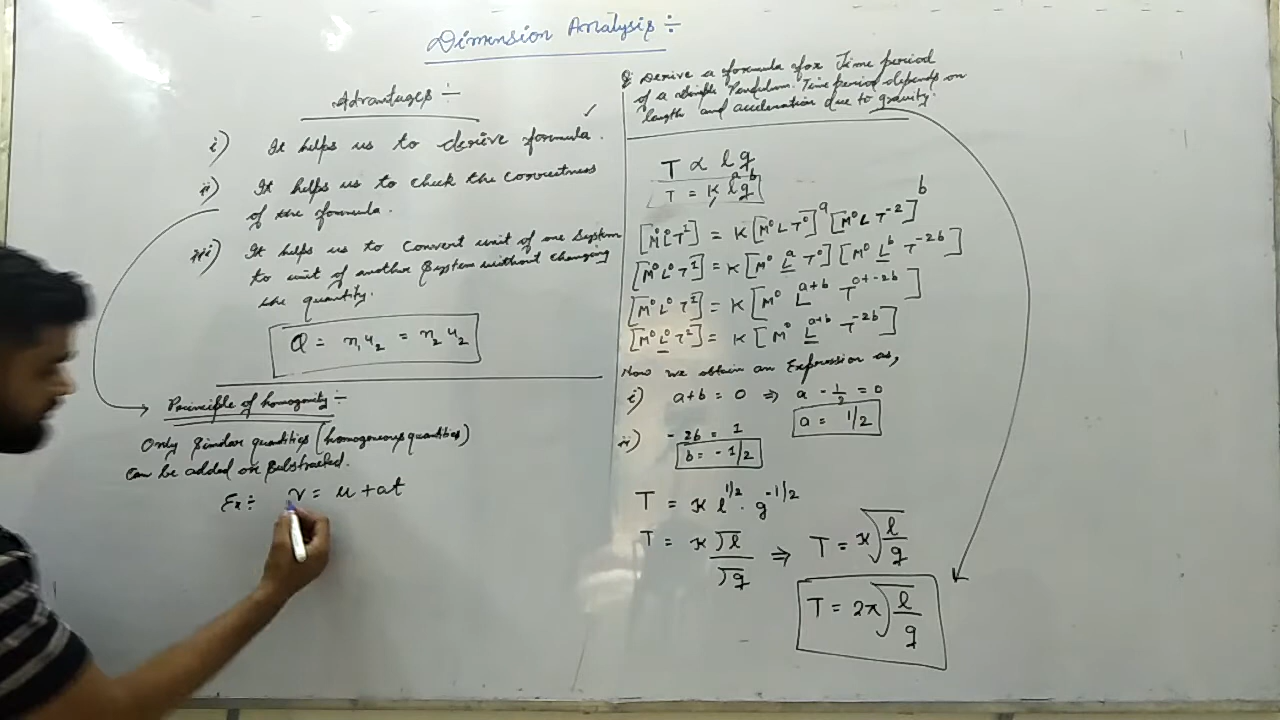 Dimension Analysis ÷
Advantages ÷
i) It helps us to derive formula.
ii) It helps us to check the correctness
of the formula.
iii) It helps us to convert unit of one system
to unit of another system without changing
the quantity.
Q = n₁u₂ = n₂u₂
Principle of homogenity ÷
Only similar quantities (homogeneous quantities)
can be added or substracted.
Ex ÷ v = u + at
Q Derive a formula for Time period
of a simple Pendulum. Time period depends on
length and acceleration due to gravity.
T ∝ l g
T = K lᵃ gᵇ
[M⁰L⁰T¹] = K [M⁰ L T⁰]ᵃ [M⁰ L T⁻²]ᵇ
[M⁰L⁰T¹] = K [M⁰ Lᵃ T⁰] [M⁰ Lᵇ T⁻²ᵇ]
[M⁰L⁰T¹] = K [M⁰ Lᵃ⁺ᵇ T⁰⁺⁻²ᵇ]
[M⁰L⁰T¹] = K [M⁰ Lᵃ⁺ᵇ T⁻²ᵇ]
Now we obtain an Expression as,
i) a+b = 0 ⇒ a - 1/2 = 0
a = 1/2
ii) -2b = 1
b = -1/2
T = K l^1/2 · g^-1/2
T = K √l/√g ⇒ T = K√l/g
T = 2π√l/g